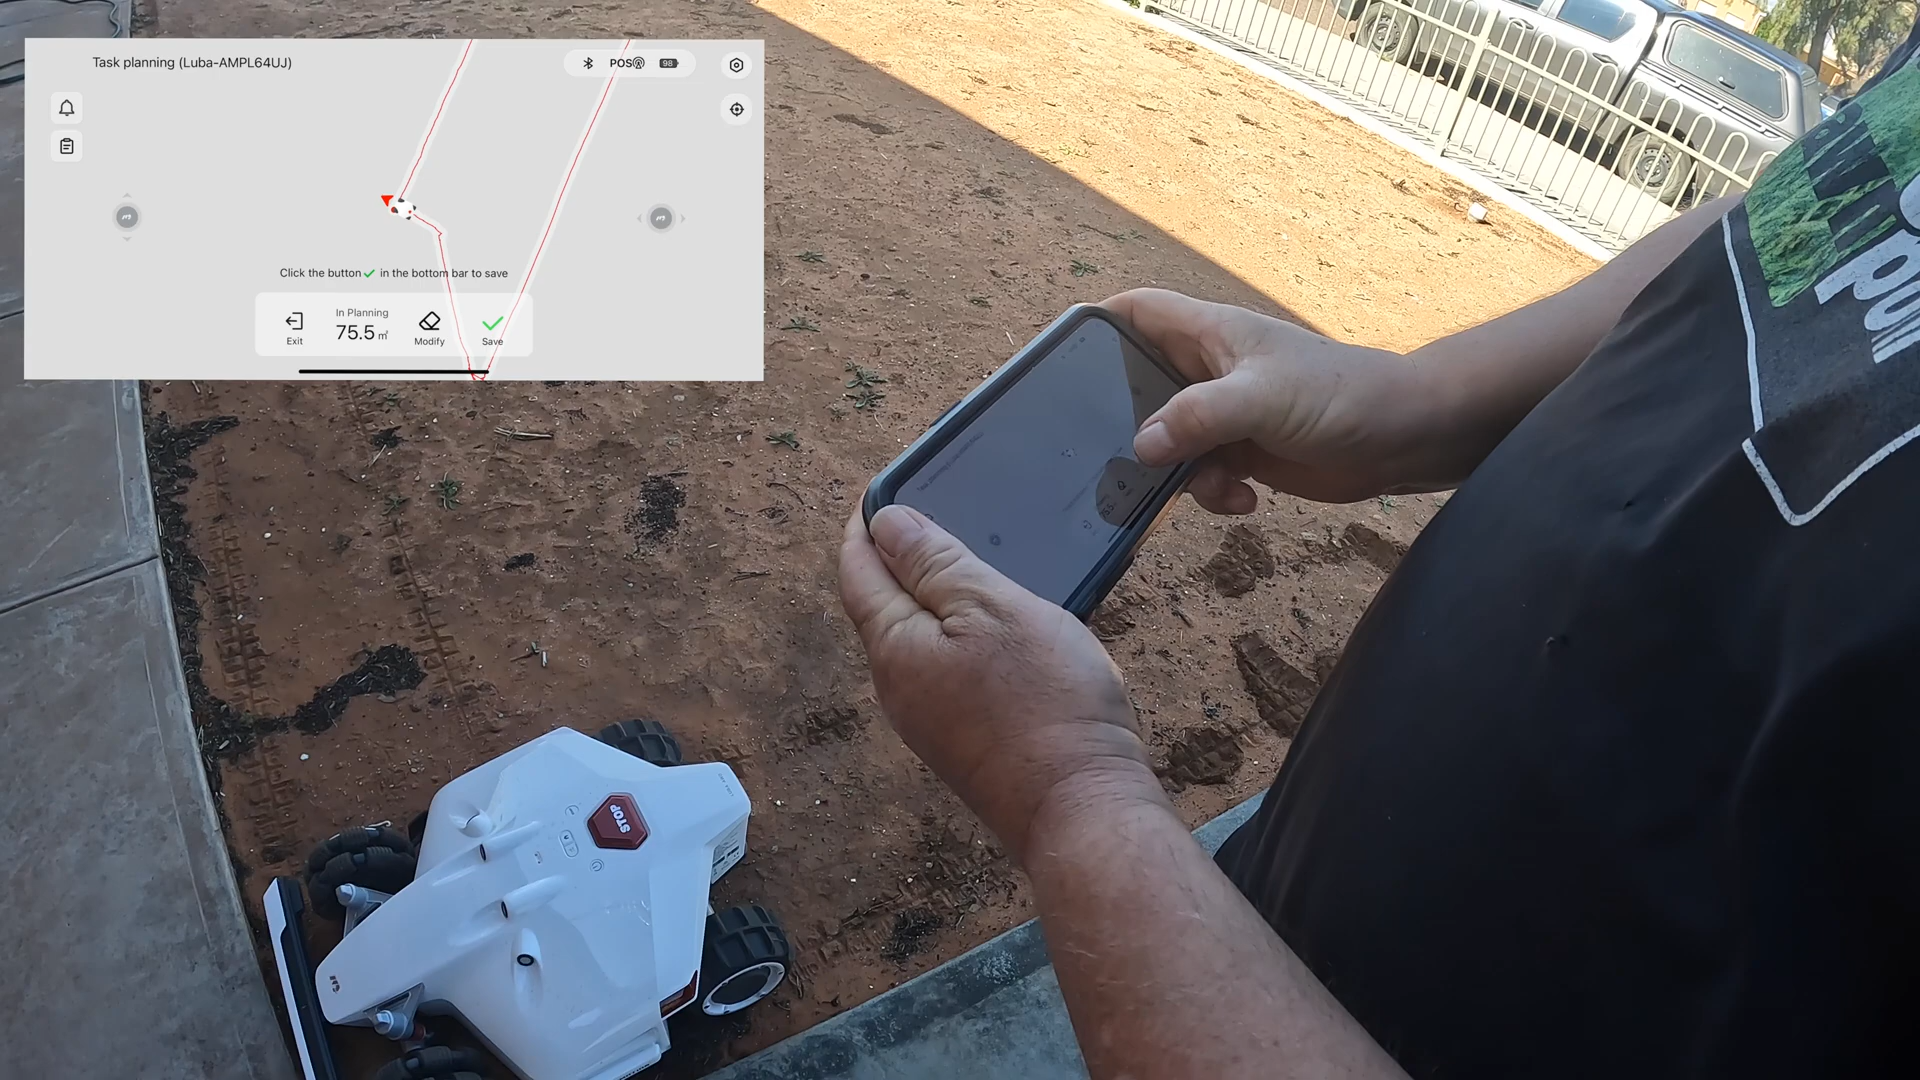 Task planning (Luba-AMPL64UJ)
POS
98
Click the button in the bottom bar to save
In Planning
75.5 ㎡
Exit
Modify
Save
STOP